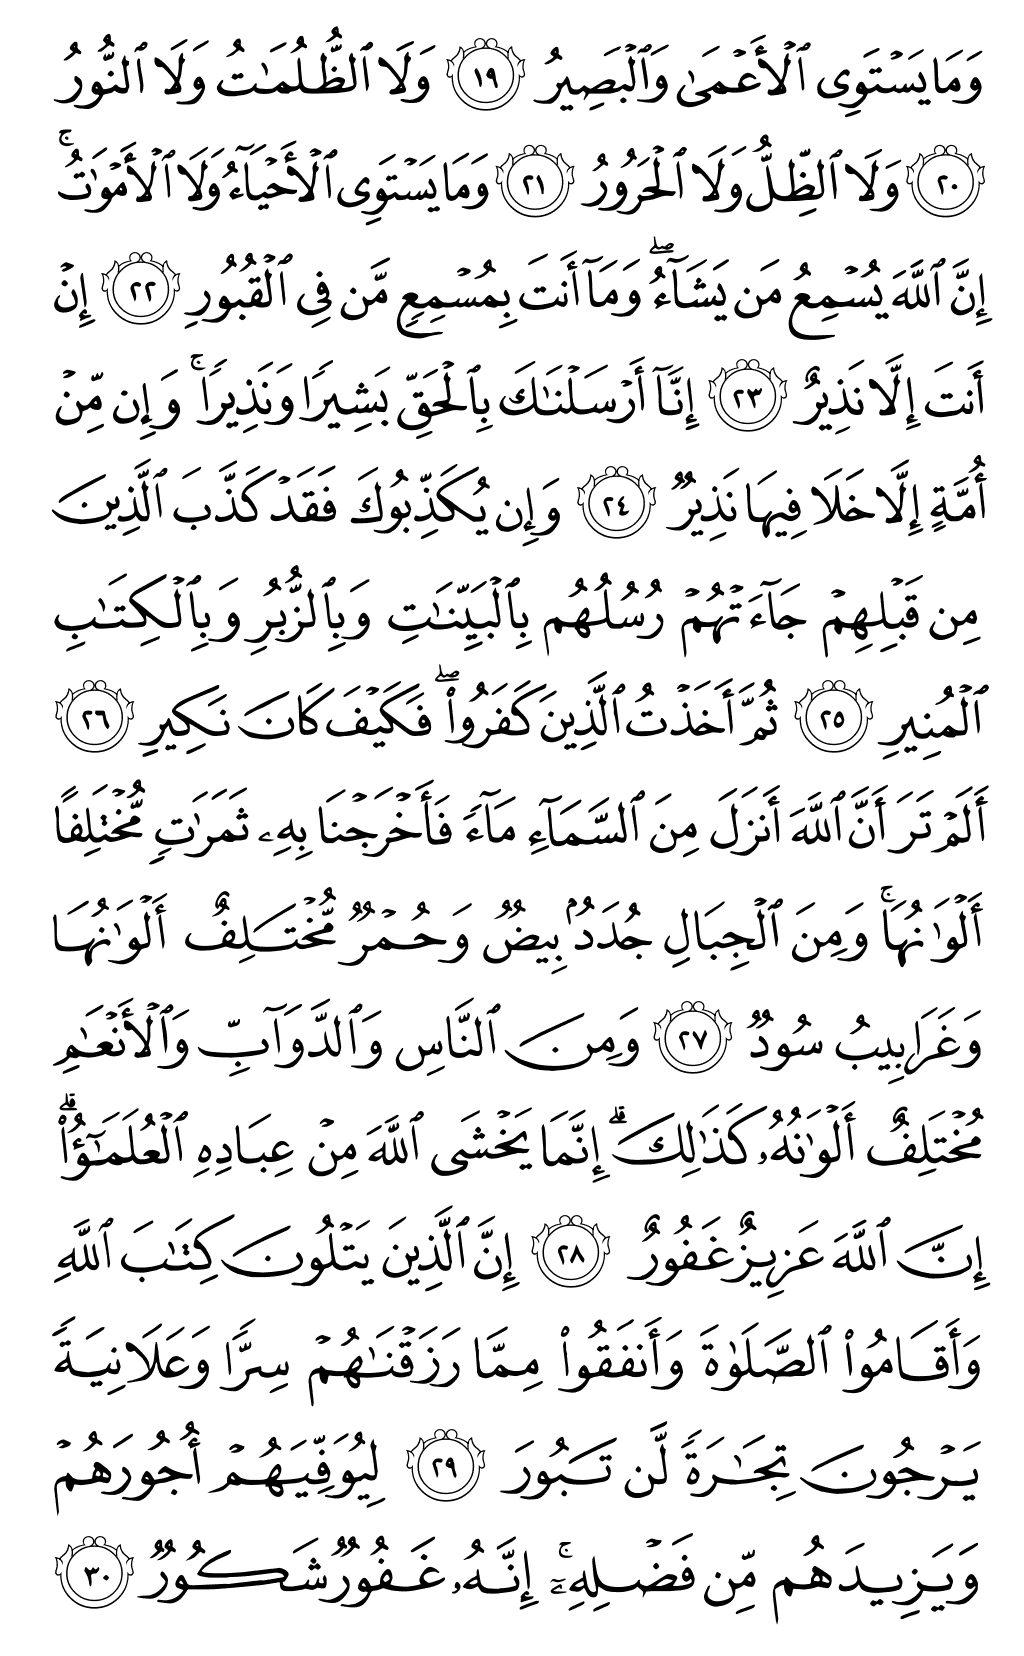 وَمَا يَسْتَوِى ٱلْأَعْمَىٰ وَٱلْبَصِيرُ ١٩ وَلَا ٱلظُّلُمَـٰتُ وَلَا ٱلنُّورُ
٢٠ وَلَا ٱلظِّلُّ وَلَا ٱلْحَرُورُ ٢١ وَمَا يَسْتَوِى ٱلْأَحْيَآءُ وَلَا ٱلْأَمْوَٰتُ ۚ
إِنَّ ٱللَّهَ يُسْمِعُ مَن يَشَآءُ ۖ وَمَآ أَنتَ بِمُسْمِعٍ مَّن فِى ٱلْقُبُورِ ٢٢ إِنْ
أَنتَ إِلَّا نَذِيرٌ ٢٣ إِنَّآ أَرْسَلْنَـٰكَ بِٱلْحَقِّ بَشِيرًا وَنَذِيرًا ۚ وَإِن مِّنْ
أُمَّةٍ إِلَّا خَلَا فِيهَا نَذِيرٌ ٢٤ وَإِن يُكَذِّبُوكَ فَقَدْ كَذَّبَ ٱلَّذِينَ
مِن قَبْلِهِمْ جَآءَتْهُمْ رُسُلُهُم بِٱلْبَيِّنَـٰتِ وَبِٱلزُّبُرِ وَبِٱلْكِتَـٰبِ
ٱلْمُنِيرِ ٢٥ ثُمَّ أَخَذْتُ ٱلَّذِينَ كَفَرُوا۟ ۖ فَكَيْفَ كَانَ نَكِيرِ ٢٦
أَلَمْ تَرَ أَنَّ ٱللَّهَ أَنزَلَ مِنَ ٱلسَّمَآءِ مَآءً فَأَخْرَجْنَا بِهِۦ ثَمَرَٰتٍ مُّخْتَلِفًا
أَلْوَٰنُهَا ۚ وَمِنَ ٱلْجِبَالِ جُدَدٌۢ بِيضٌ وَحُمْرٌ مُّخْتَلِفٌ أَلْوَٰنُهَا
وَغَرَابِيبُ سُودٌ ٢٧ وَمِنَ ٱلنَّاسِ وَٱلدَّوَآبِّ وَٱلْأَنْعَـٰمِ
مُخْتَلِفٌ أَلْوَٰنُهُۥ كَذَٰلِكَ ۗ إِنَّمَا يَخْشَى ٱللَّهَ مِنْ عِبَادِهِ ٱلْعُلَمَـٰٓؤُا۟ ۗ
إِنَّ ٱللَّهَ عَزِيزٌ غَفُورٌ ٢٨ إِنَّ ٱلَّذِينَ يَتْلُونَ كِتَـٰبَ ٱللَّهِ
وَأَقَامُوا۟ ٱلصَّلَوٰةَ وَأَنفَقُوا۟ مِمَّا رَزَقْنَـٰهُمْ سِرًّا وَعَلَانِيَةً
يَرْجُونَ تِجَـٰرَةً لَّن تَبُورَ ٢٩ لِيُوَفِّيَهُمْ أُجُورَهُمْ
وَيَزِيدَهُم مِّن فَضْلِهِۦٓ ۚ إِنَّهُۥ غَفُورٌ شَكُورٌ ٣٠